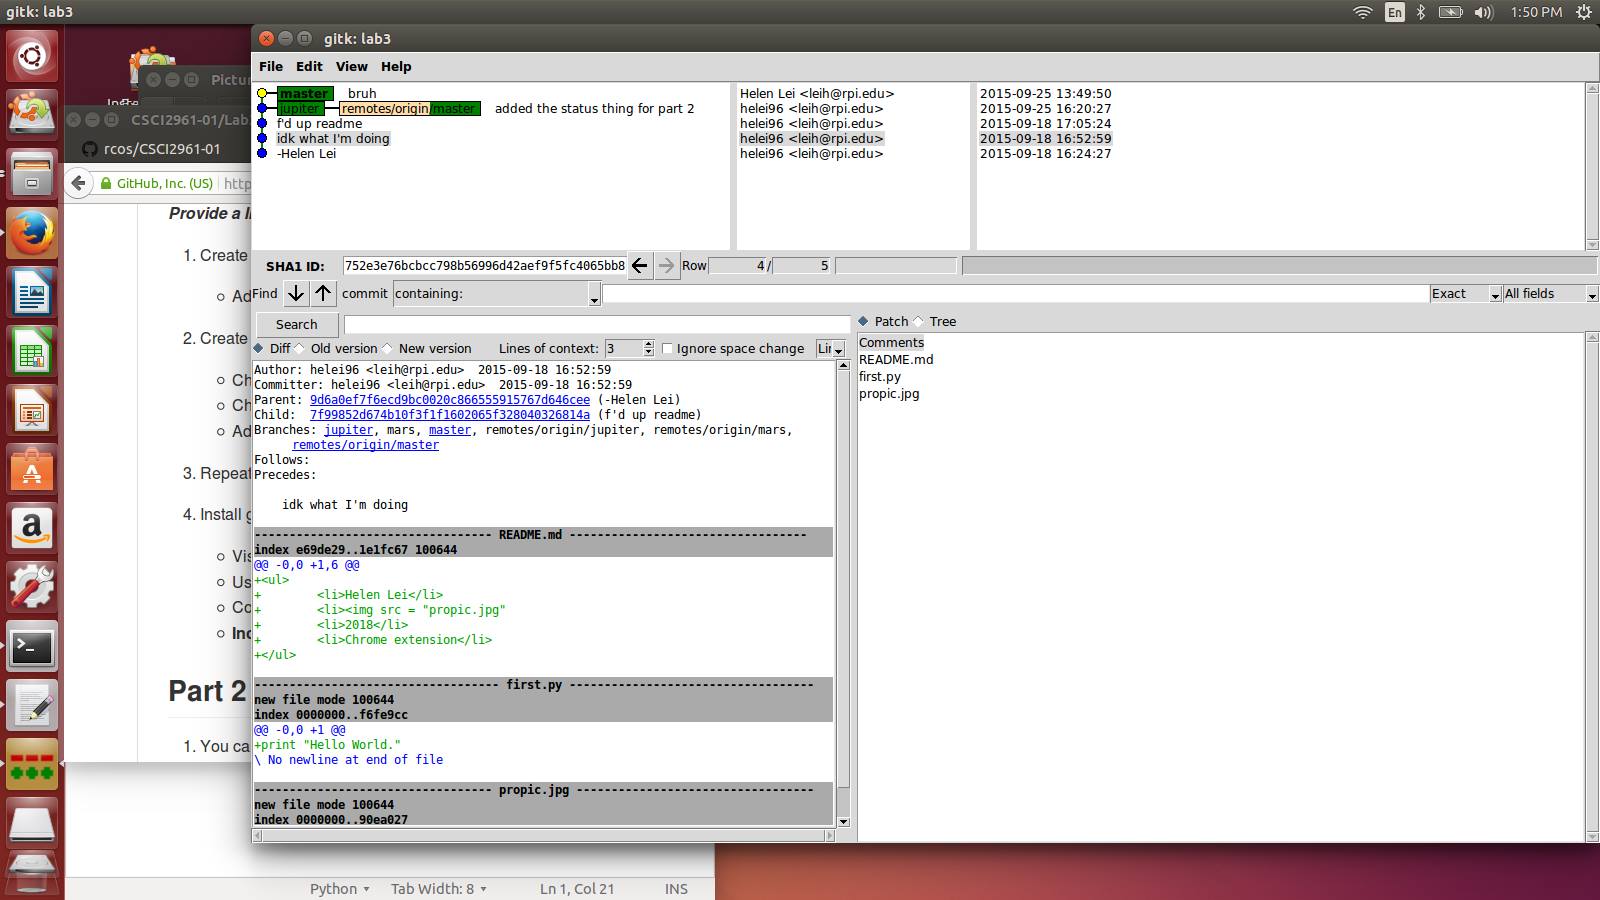 gitk: lab3
En
1:50 PM
gitk: lab3
File Edit View Help
master bruh
Helen Lei <leih@rpi.edu>
2015-09-25 13:49:50
jupiter remotes/origin/master added the status thing for part 2
helei96 <leih@rpi.edu>
2015-09-25 16:20:27
f'd up readme
helei96 <leih@rpi.edu>
2015-09-18 17:05:24
idk what I'm doing
helei96 <leih@rpi.edu>
2015-09-18 16:52:59
-Helen Lei
helei96 <leih@rpi.edu>
2015-09-18 16:24:27
SHA1 ID: 752e3e76bcbcc798b56996d42aef9f5fc4065bb8 Row 4/ 5
Find commit containing: Exact All fields
Search
Diff Old version New version Lines of context: 3 Ignore space change
Patch Tree
Comments
README.md
first.py
propic.jpg
Author: helei96 <leih@rpi.edu> 2015-09-18 16:52:59
Committer: helei96 <leih@rpi.edu> 2015-09-18 16:52:59
Parent: 9d6a0ef7f6ecd9bc0020c866555915767d646cee (-Helen Lei)
Child: 7f99852d674b10f3f1f1602065f328040326814a (f'd up readme)
Branches: jupiter, mars, master, remotes/origin/jupiter, remotes/origin/mars,
remotes/origin/master
Follows:
Precedes:
idk what I'm doing
---------------------------------- README.md ----------------------------------
index e69de29..1e1fc67 100644
@@ -0,0 +1,6 @@
+<ul>
+ <li>Helen Lei</li>
+ <li><img src = "propic.jpg"
+ <li>2018</li>
+ <li>Chrome extension</li>
+</ul>
----------------------------------- first.py -----------------------------------
new file mode 100644
index 0000000..f6fe9cc
@@ -0,0 +1 @@
+print "Hello World."
\ No newline at end of file
---------------------------------- propic.jpg ----------------------------------
new file mode 100644
index 0000000..90ea027
Pictur
CSCI2961-01/Lab
rcos/CSCI2961-01
GitHub, Inc. (US) http
Provide a
1. Create
Ad
2. Create
Ch
Ch
Ad
3. Repeat
4. Install
Vis
Us
Co
Inc
Part 2
1. You ca
Python Tab Width: 8 Ln 1, Col 21 INS